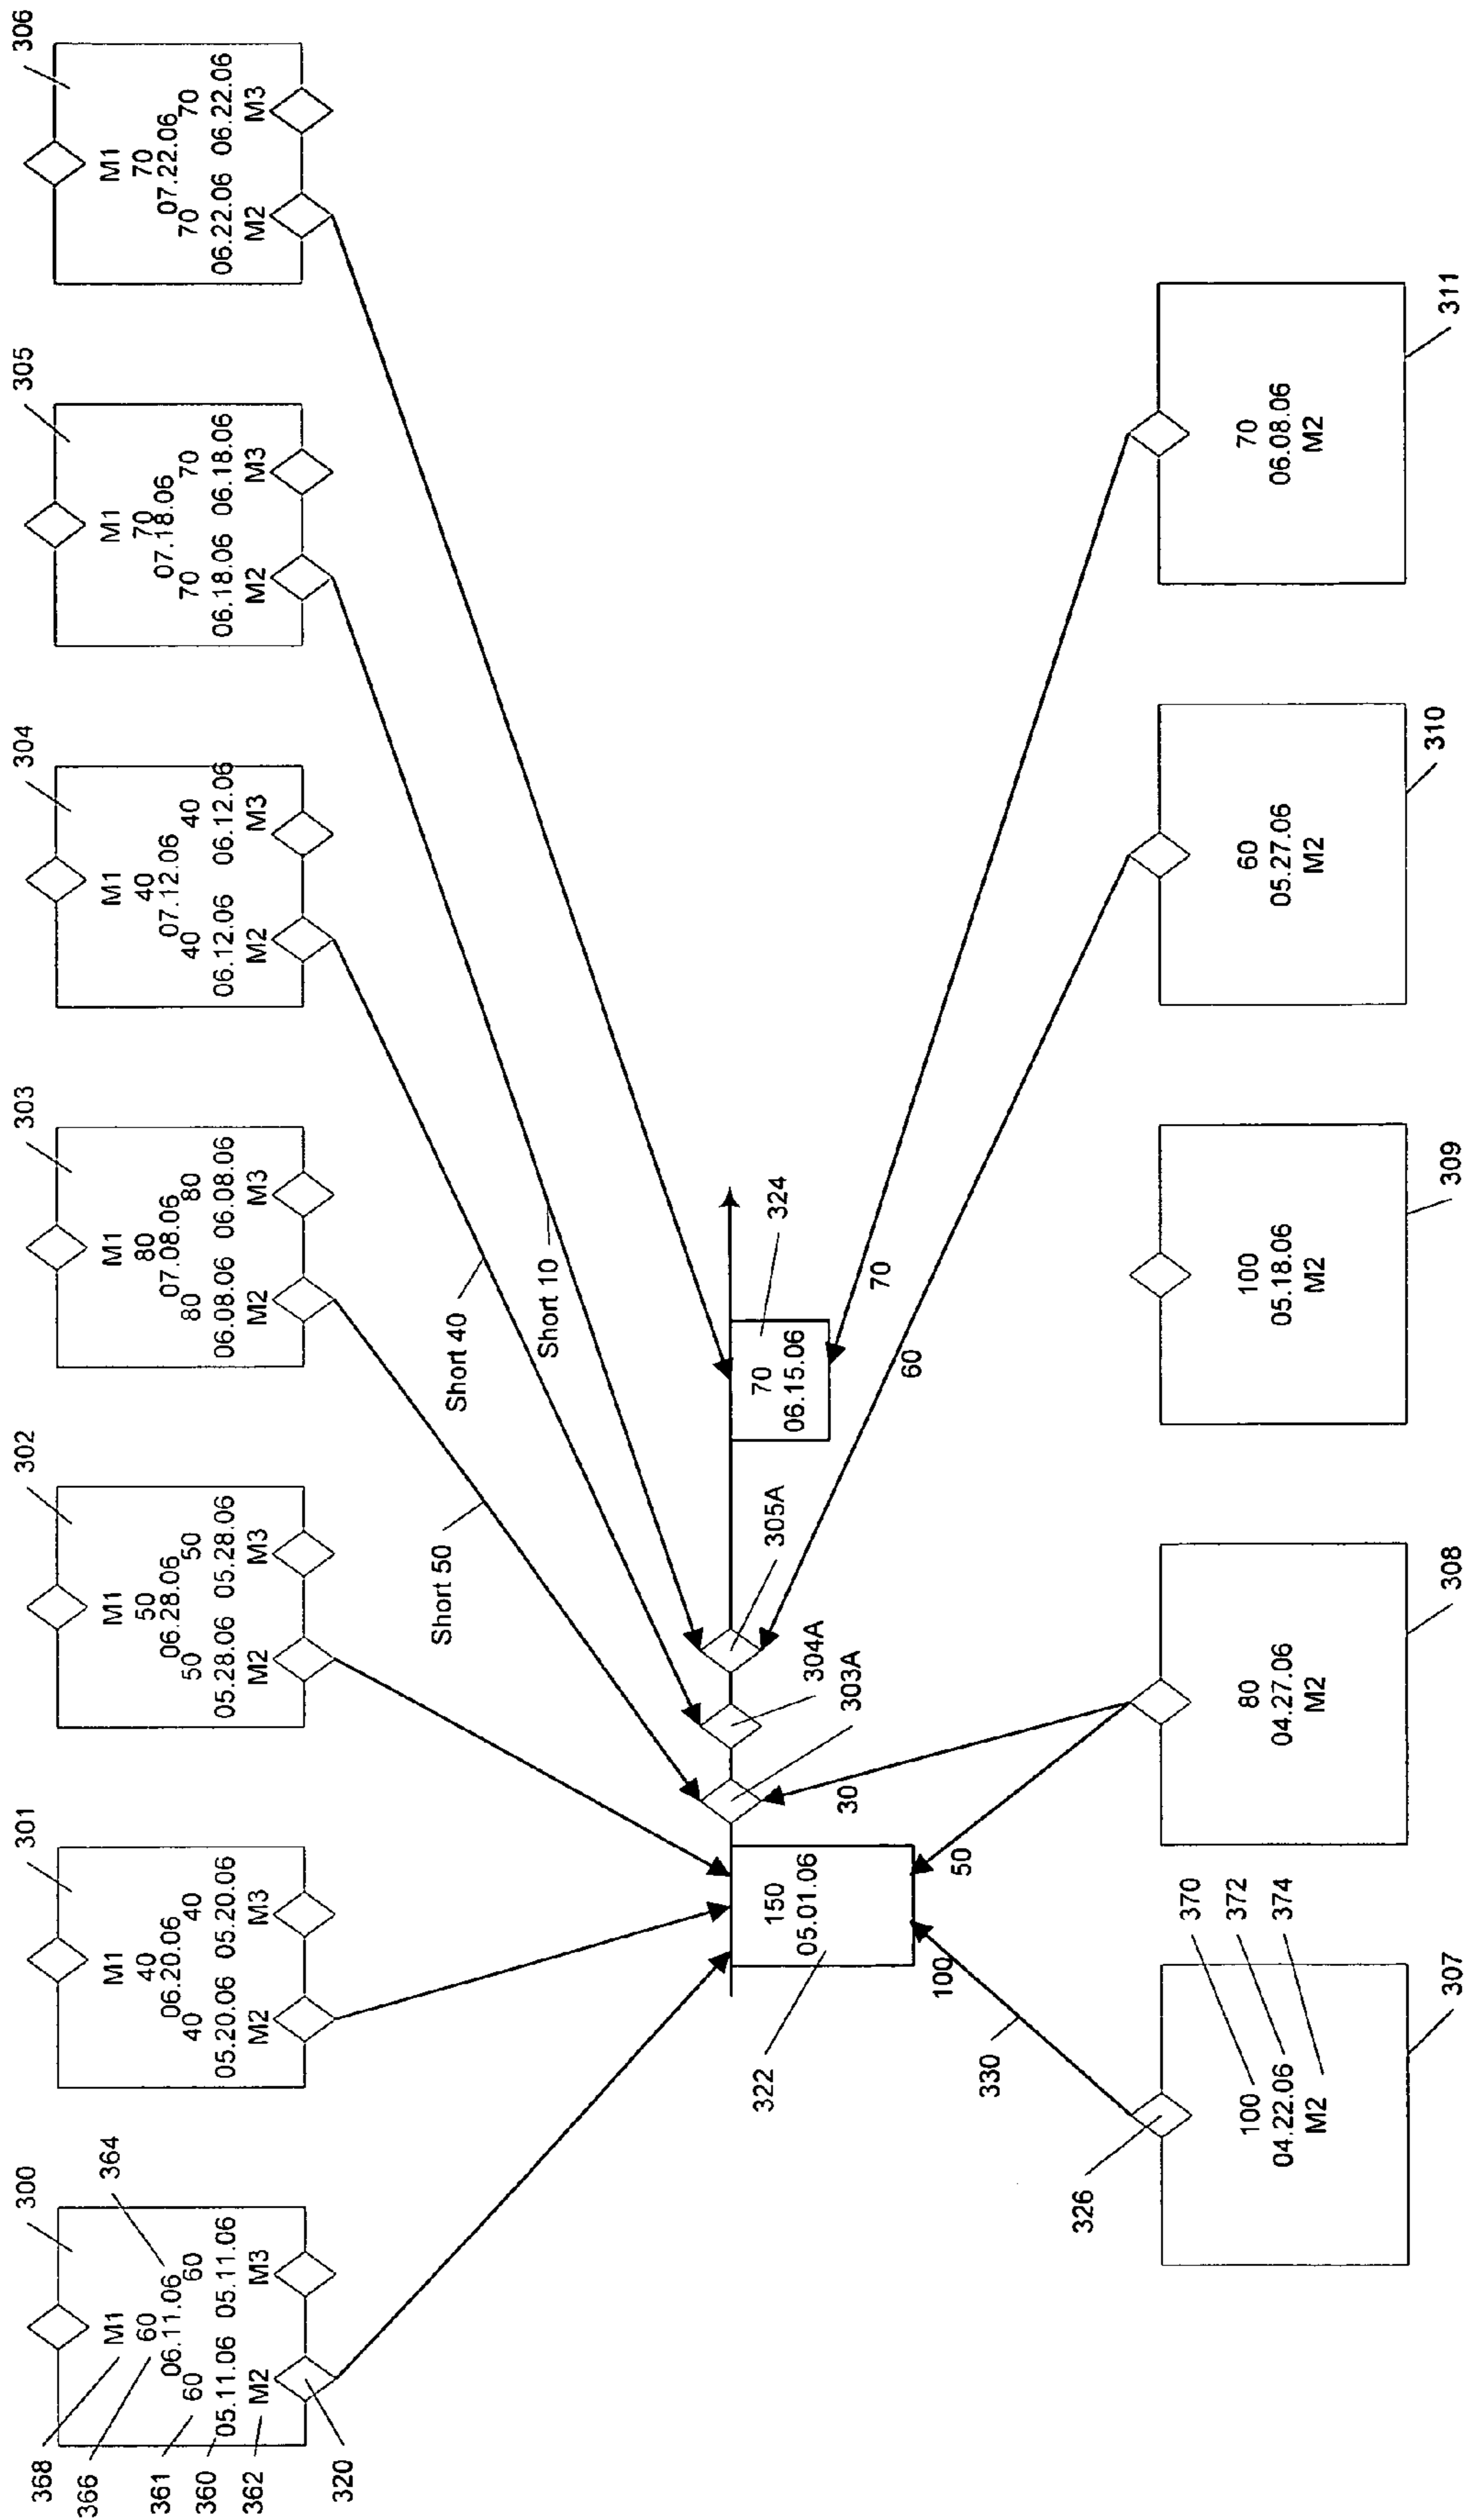 300
368
366
361
360
362
320
364
M1
60
06.11.06
60 60
05.11.06 05.11.06
M2 M3
301
M1
40
06.20.06
40 40
05.20.06 05.20.06
M2 M3
302
M1
50
06.28.06
50 50
05.28.06 05.28.06
M2 M3
303
M1
80
07.08.06
80 80
06.08.06 06.08.06
M2 M3
304
M1
40
07.12.06
40 40
06.12.06 06.12.06
M2 M3
305
M1
70
07.18.06
70 70
06.18.06 06.18.06
M2 M3
306
M1
70
07.22.06
70 70
06.22.06 06.22.06
M2 M3
Short 50
Short 40
Short 10
322
150
05.01.06
303A
304A
305A
70
06.15.06
324
330
100
50
30
60
70
326
100
04.22.06
M2
370
372
374
307
80
04.27.06
M2
308
100
05.18.06
M2
309
60
05.27.06
M2
310
70
06.08.06
M2
311